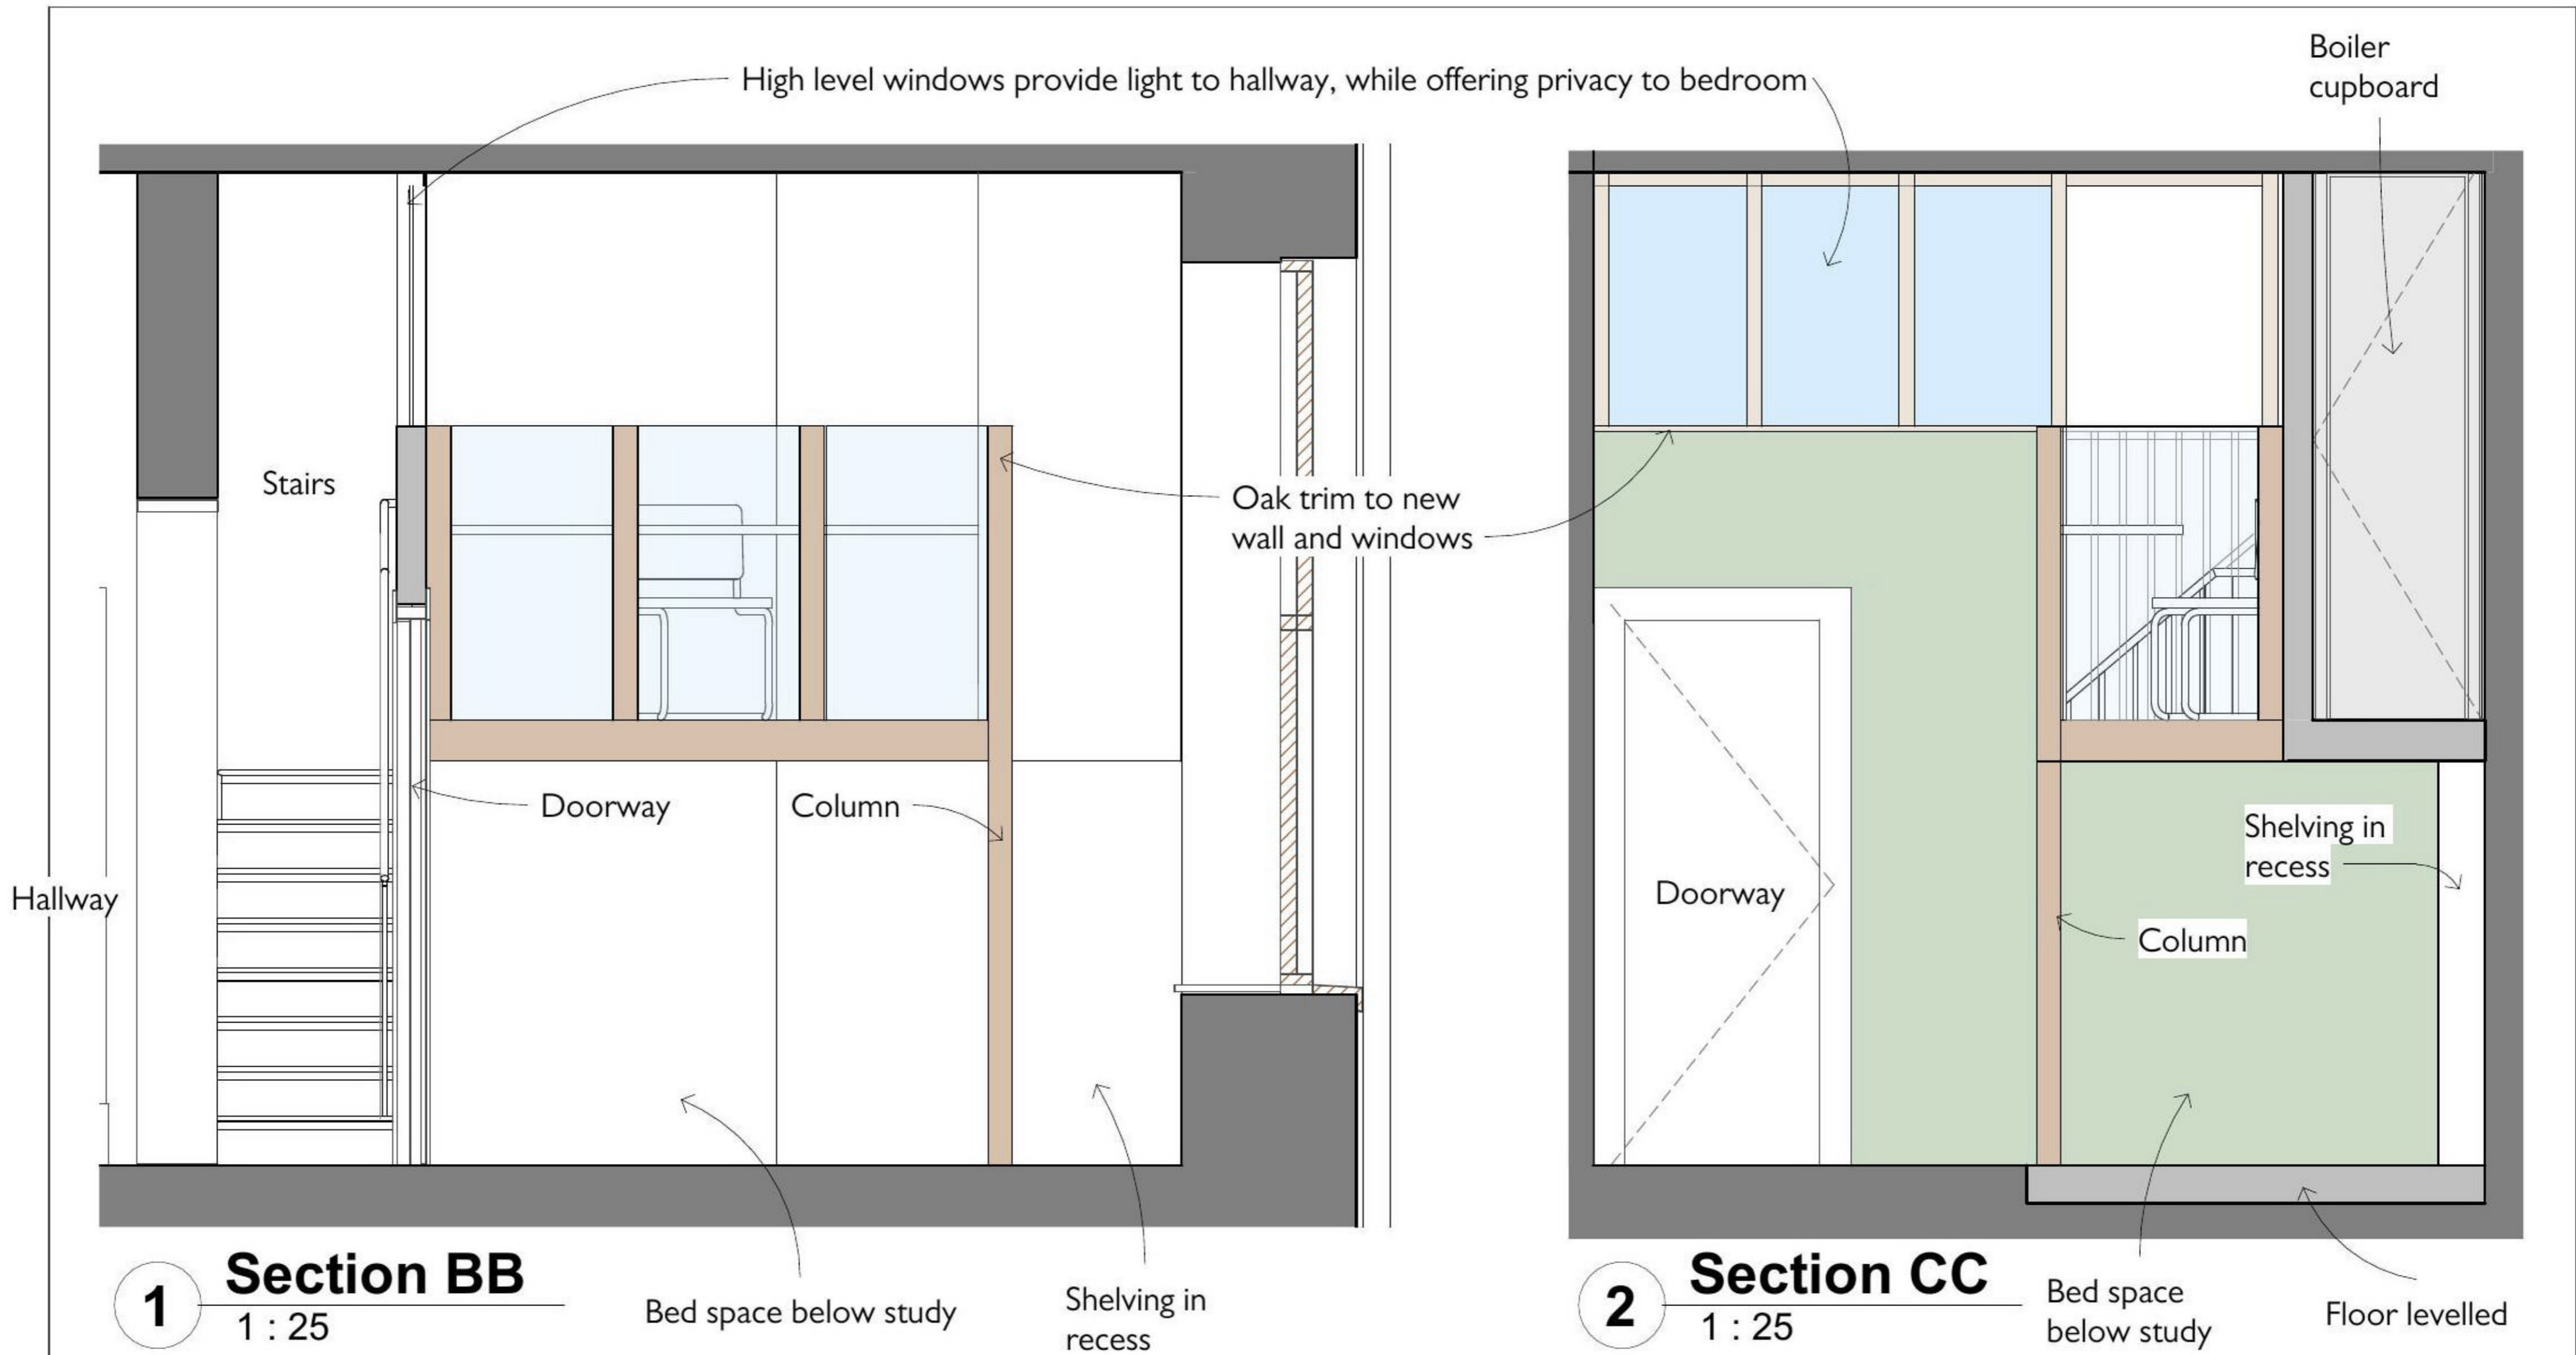 High level windows provide light to hallway, while offering privacy to bedroom
Boiler
cupboard
Stairs
Oak trim to new
wall and windows
Doorway
Column
Hallway
Shelving in
recess
Doorway
Column
1
Section BB
1 : 25
Bed space below study
Shelving in
recess
2
Section CC
1 : 25
Bed space
below study
Floor levelled